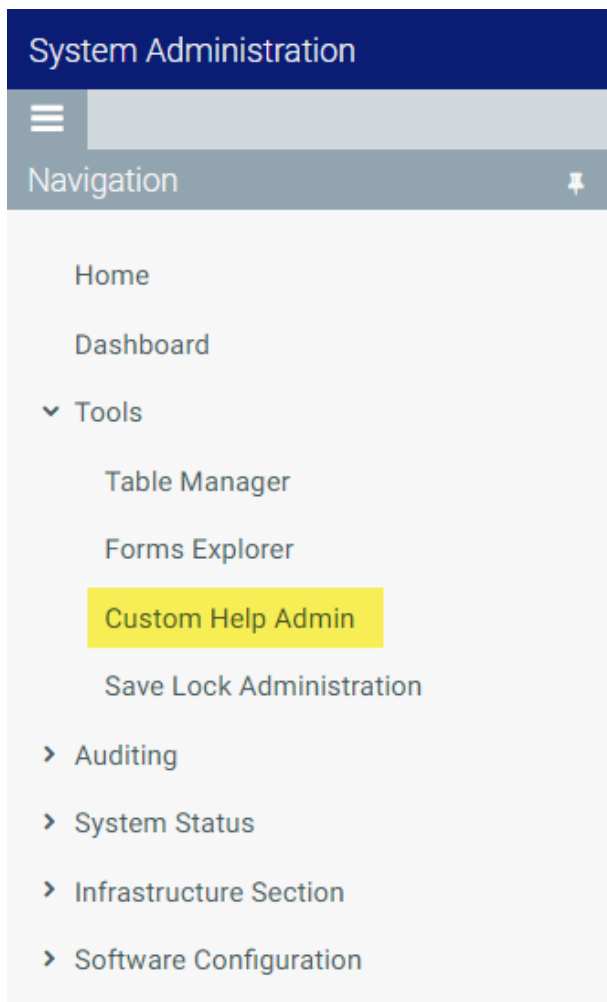 System Administration
Navigation
Home
Dashboard
Tools
Table Manager
Forms Explorer
Custom Help Admin
Save Lock Administration
Auditing
System Status
Infrastructure Section
Software Configuration